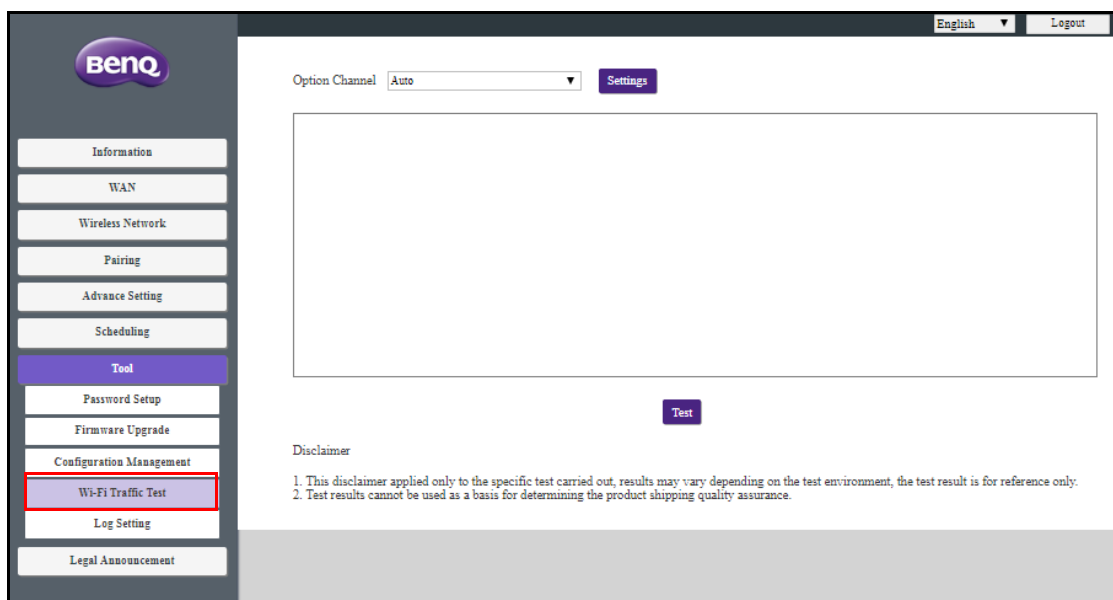 English ▼ Logout
BenQ
Option Channel Auto ▼ Settings
Information
WAN
Wireless Network
Pairing
Advance Setting
Scheduling
Tool
Password Setup
Firmware Upgrade
Configuration Management
Wi-Fi Traffic Test
Log Setting
Legal Announcement
Test
Disclaimer
1. This disclaimer applied only to the specific test carried out, results may vary depending on the test environment, the test result is for reference only.
2. Test results cannot be used as a basis for determining the product shipping quality assurance.